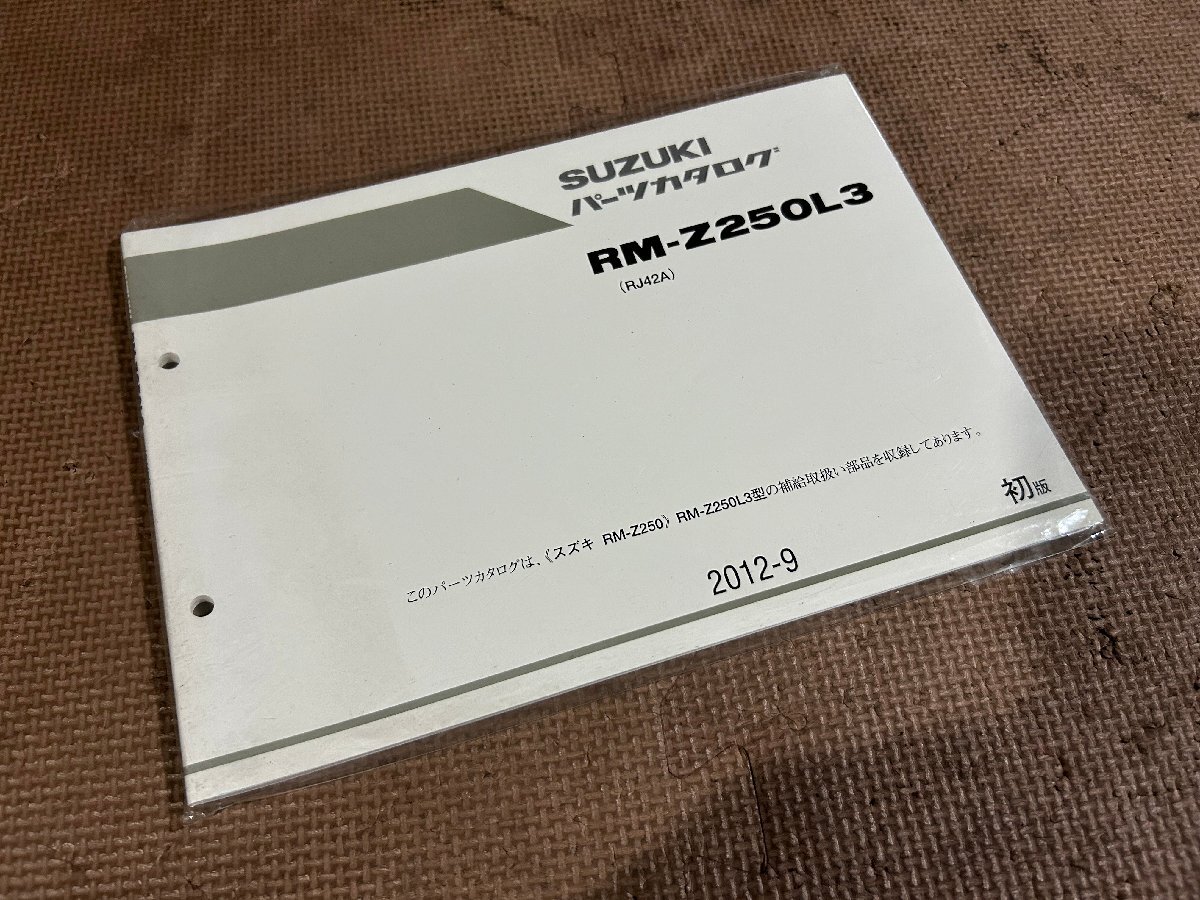 SUZUKI
パーツカタログ
RM-Z250L3
(RJ42A)
このパーツカタログは、《スズキ RM-Z250》RM-Z250L3型の補給取扱い部品を収録してあります。
初版
2012-9